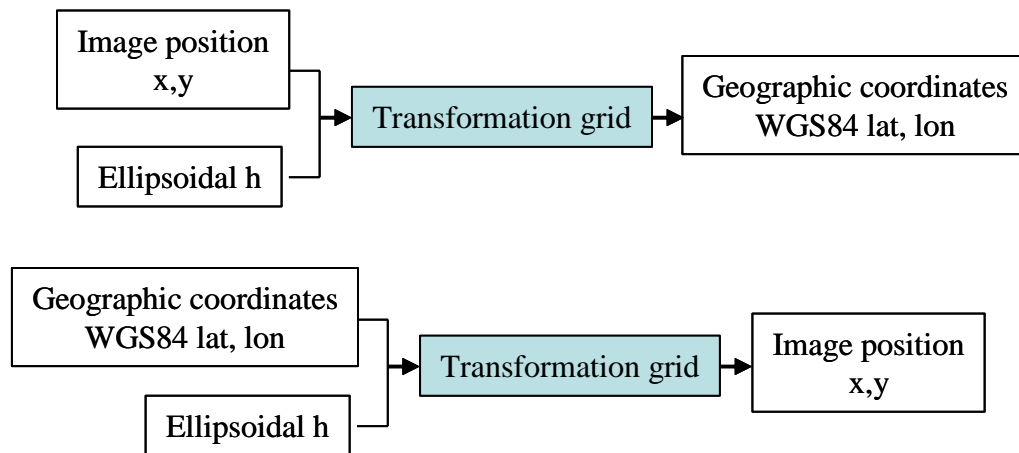 Image position
x,y
Ellipsoidal h
Transformation grid
Geographic coordinates
WGS84 lat, lon
Geographic coordinates
WGS84 lat, lon
Ellipsoidal h
Transformation grid
Image position
x,y